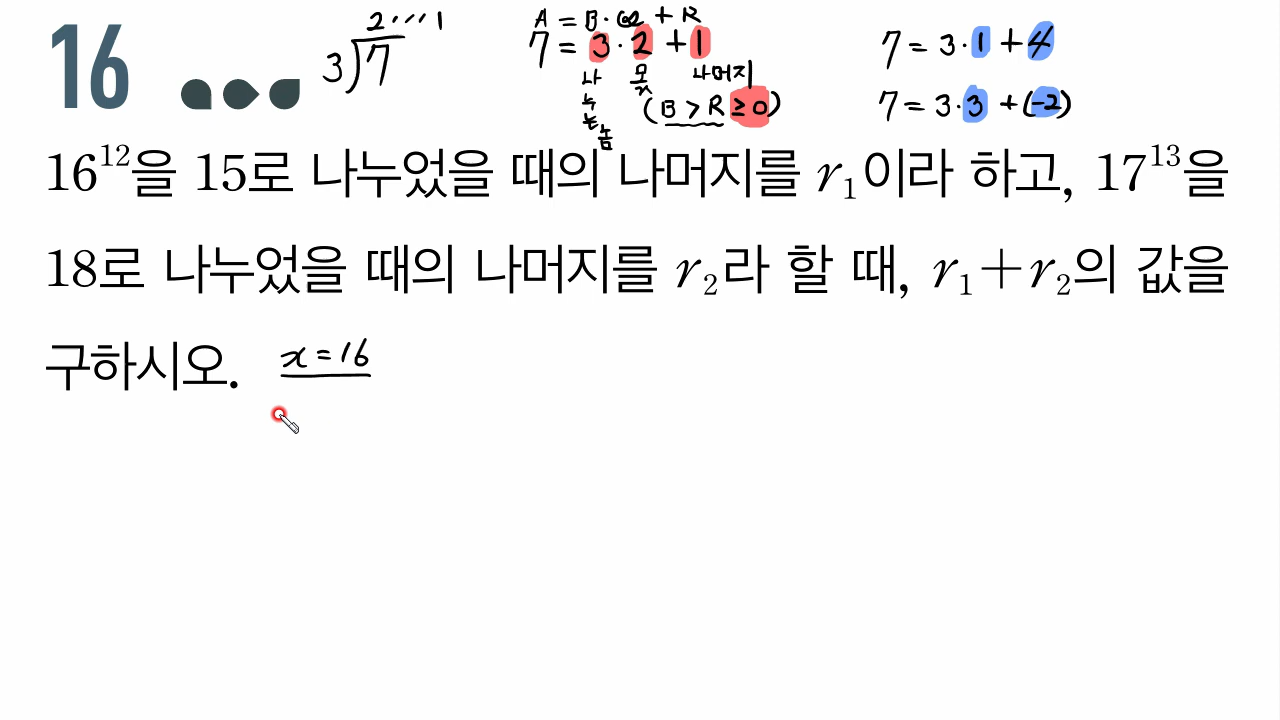 16
2 ··· 1
3)7
A = B·Q + R
7 = 3·2 + 1
나누는놈 몫 나머지
(B > R ≥ 0)
7 = 3·1 + 4
7 = 3·3 + (-2)
16¹²을 15로 나누었을 때의 나머지를 r₁이라 하고, 17¹³을
18로 나누었을 때의 나머지를 r₂라 할 때, r₁+r₂의 값을
구하시오. x = 16